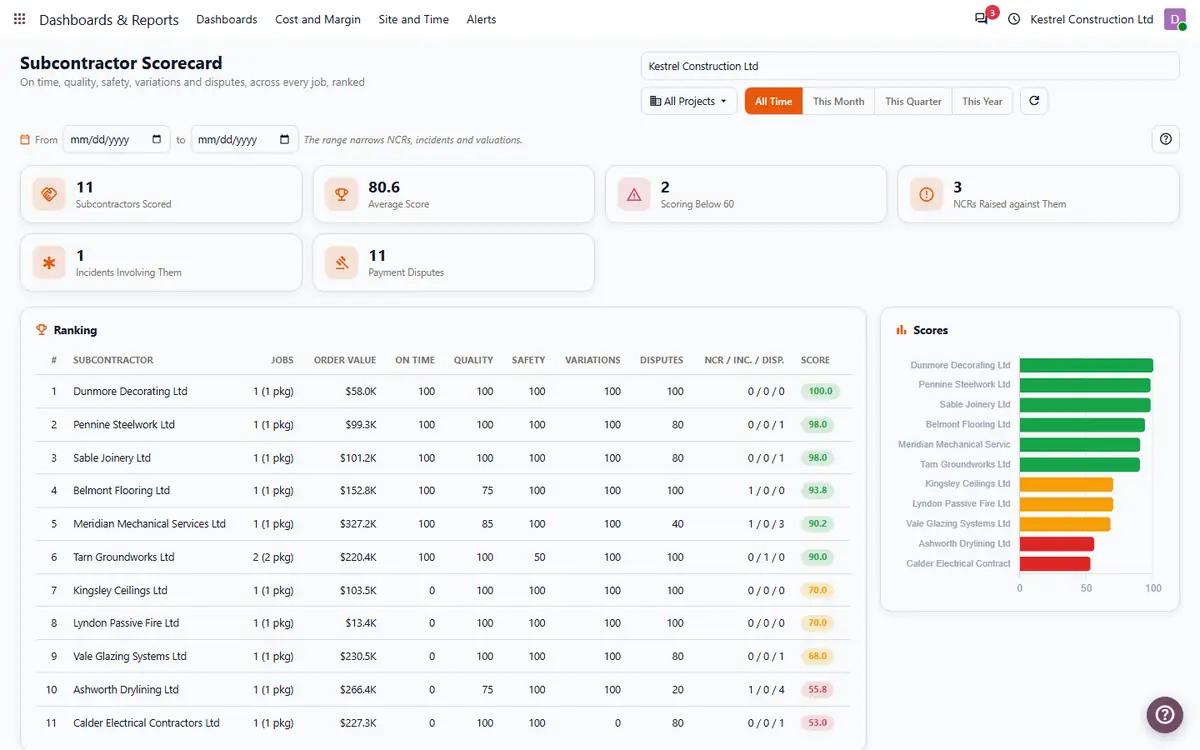 Dashboards & Reports Dashboards Cost and Margin Site and Time Alerts 3 Kestrel Construction Ltd D
Subcontractor Scorecard
On time, quality, safety, variations and disputes, across every job, ranked
Kestrel Construction Ltd
All Projects All Time This Month This Quarter This Year
From mm/dd/yyyy to mm/dd/yyyy The range narrows NCRs, incidents and valuations.
11
Subcontractors Scored
80.6
Average Score
2
Scoring Below 60
3
NCRs Raised against Them
1
Incidents Involving Them
11
Payment Disputes
Ranking
# SUBCONTRACTOR JOBS ORDER VALUE ON TIME QUALITY SAFETY VARIATIONS DISPUTES NCR / INC. / DISP. SCORE
1 Dunmore Decorating Ltd 1 (1 pkg) $58.0K 100 100 100 100 100 0 / 0 / 0 100.0
2 Pennine Steelwork Ltd 1 (1 pkg) $99.3K 100 100 100 100 80 0 / 0 / 1 98.0
3 Sable Joinery Ltd 1 (1 pkg) $101.2K 100 100 100 100 80 0 / 0 / 1 98.0
4 Belmont Flooring Ltd 1 (1 pkg) $152.8K 100 75 100 100 100 1 / 0 / 0 93.8
5 Meridian Mechanical Services Ltd 1 (1 pkg) $327.2K 100 85 100 100 40 1 / 0 / 3 90.2
6 Tarn Groundworks Ltd 2 (2 pkg) $220.4K 100 100 50 100 100 0 / 1 / 0 90.0
7 Kingsley Ceilings Ltd 1 (1 pkg) $103.5K 0 100 100 100 100 0 / 0 / 0 70.0
8 Lyndon Passive Fire Ltd 1 (1 pkg) $13.4K 0 100 100 100 100 0 / 0 / 0 70.0
9 Vale Glazing Systems Ltd 1 (1 pkg) $230.5K 0 100 100 100 80 0 / 0 / 1 68.0
10 Ashworth Drylining Ltd 1 (1 pkg) $266.4K 0 75 100 100 20 1 / 0 / 4 55.8
11 Calder Electrical Contractors Ltd 1 (1 pkg) $227.3K 0 100 100 0 80 0 / 0 / 1 53.0
Scores
Dunmore Decorating Ltd
Pennine Steelwork Ltd
Sable Joinery Ltd
Belmont Flooring Ltd
Meridian Mechanical Servic
Tarn Groundworks Ltd
Kingsley Ceilings Ltd
Lyndon Passive Fire Ltd
Vale Glazing Systems Ltd
Ashworth Drylining Ltd
Calder Electrical Contract
0 50 100